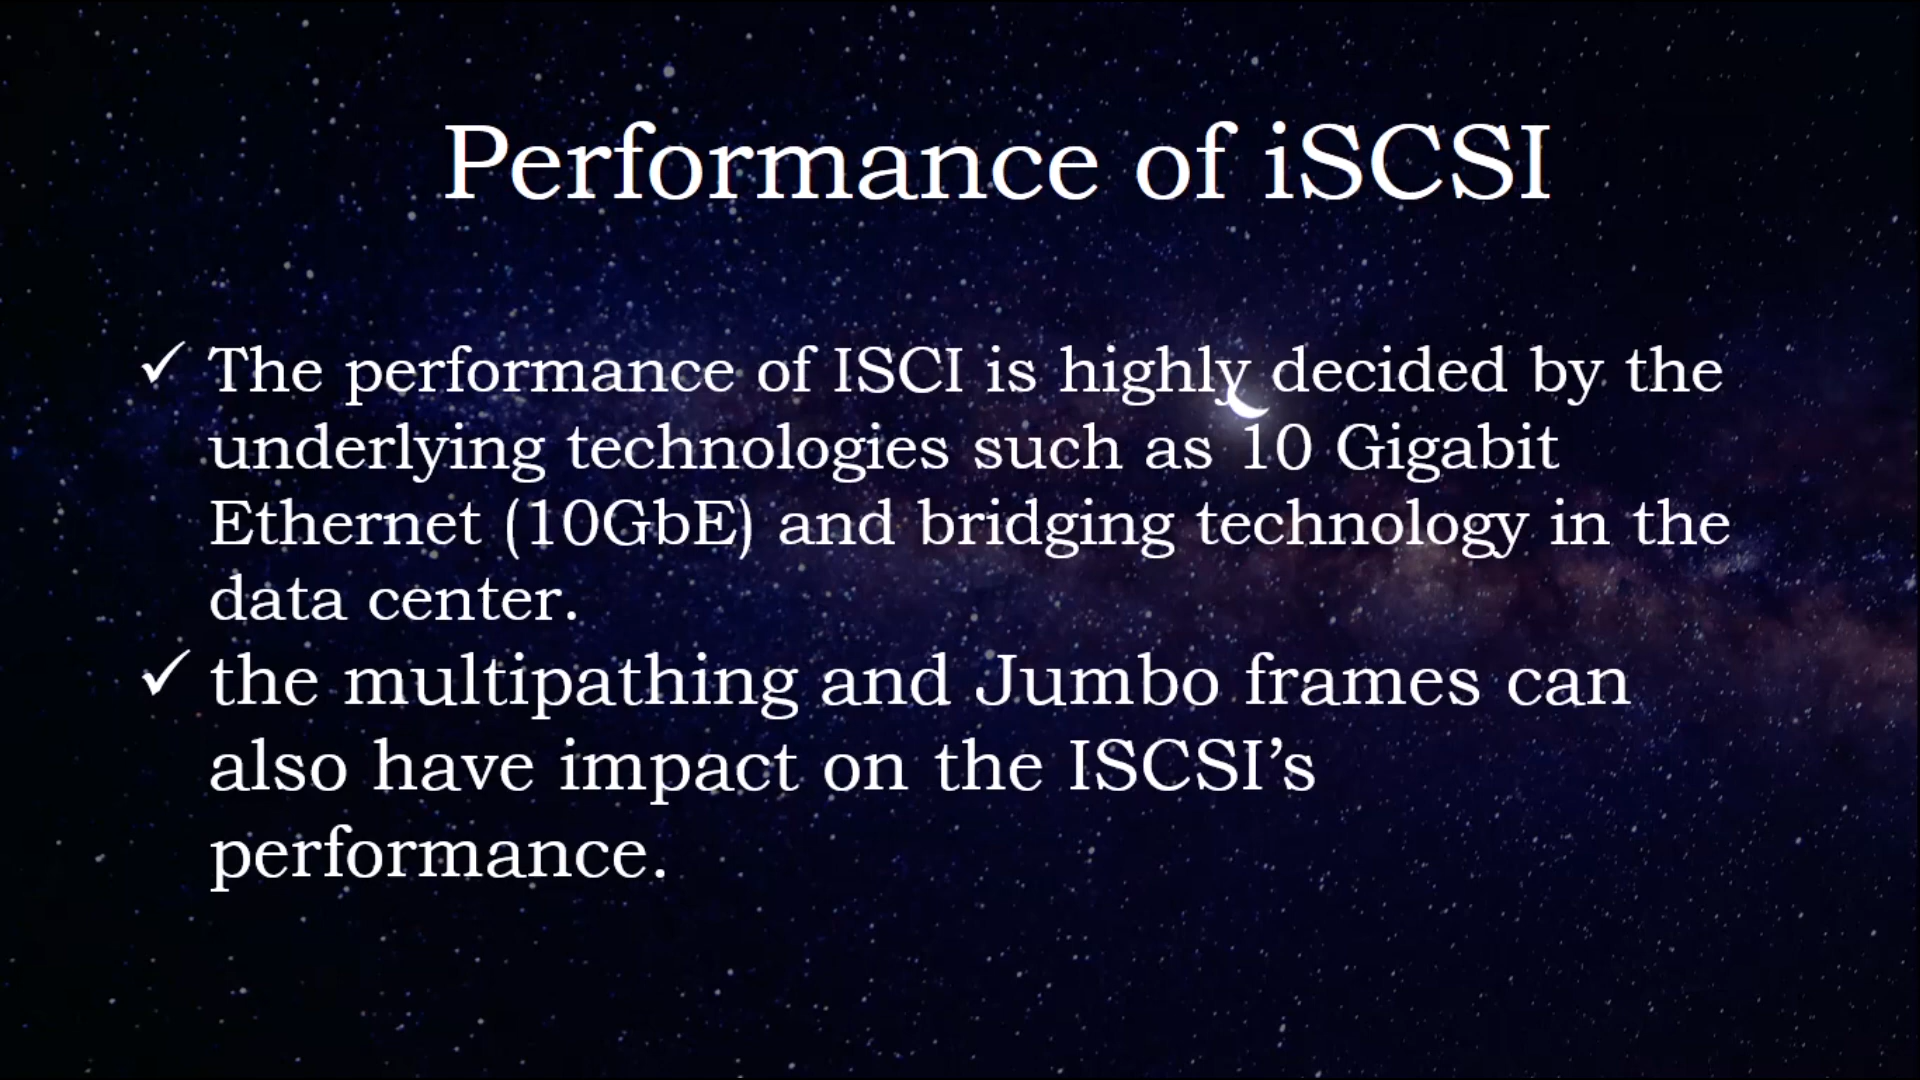 Performance of iSCSI
✓ The performance of ISCI is highly decided by the
underlying technologies such as 10 Gigabit
Ethernet (10GbE) and bridging technology in the
data center.
✓ the multipathing and Jumbo frames can
also have impact on the ISCSI’s
performance.